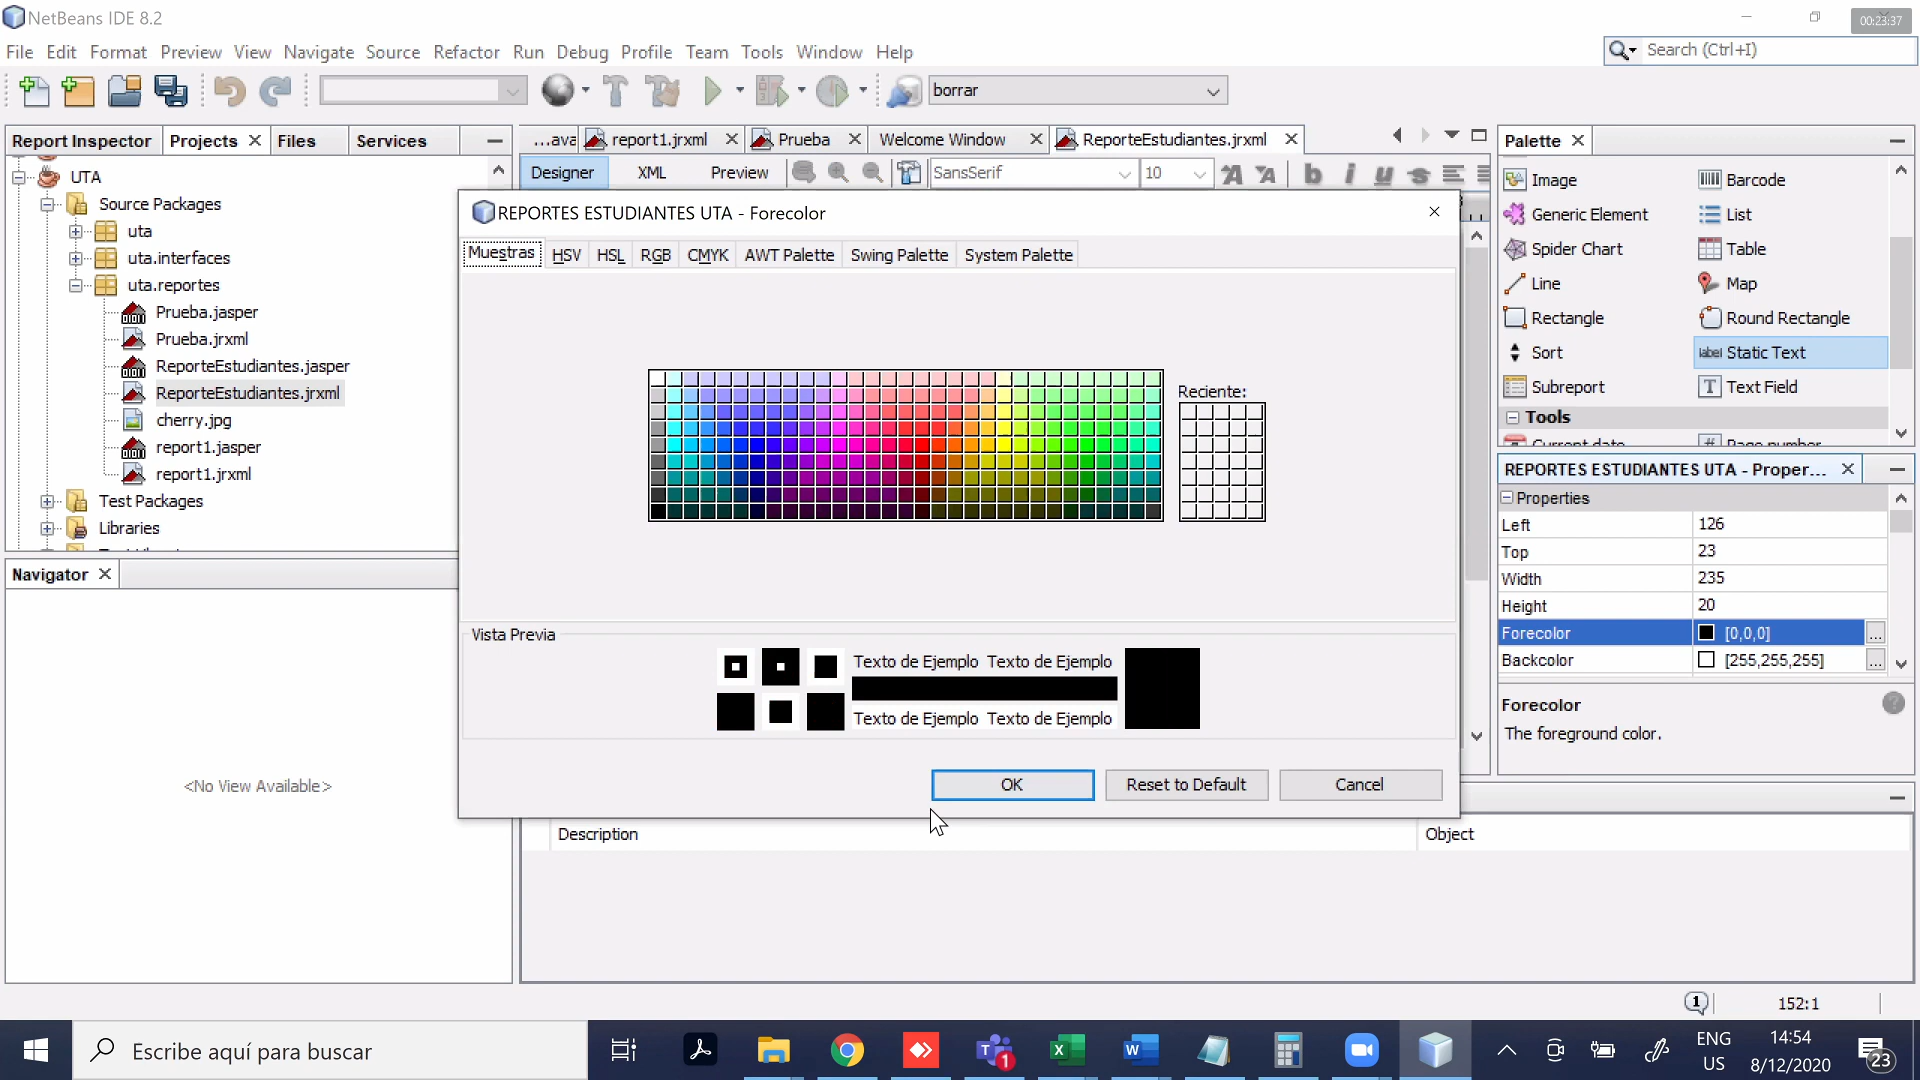 NetBeans IDE 8.2
00:23:37
File Edit Format Preview View Navigate Source Refactor Run Debug Profile Team Tools Window Help
Search (Ctrl+I)
borrar
Report Inspector Projects Files Services
...ava report1.jrxml Prueba Welcome Window ReporteEstudiantes.jrxml
Palette
Designer XML Preview SansSerif 10
UTA
Source Packages
uta
uta.interfaces
uta.reportes
Prueba.jasper
Prueba.jrxml
ReporteEstudiantes.jasper
ReporteEstudiantes.jrxml
cherry.jpg
report1.jasper
report1.jrxml
Test Packages
Libraries
Navigator
<No View Available>
REPORTES ESTUDIANTES UTA - Forecolor
Muestras HSV HSL RGB CMYK AWT Palette Swing Palette System Palette
Reciente:
Vista Previa
Texto de Ejemplo Texto de Ejemplo
Texto de Ejemplo Texto de Ejemplo
OK Reset to Default Cancel
Description Object
Image Barcode
Generic Element List
Spider Chart Table
Line Map
Rectangle Round Rectangle
Sort label Static Text
Subreport Text Field
Tools
Current date Page number
REPORTES ESTUDIANTES UTA - Proper...
Properties
Left 126
Top 23
Width 235
Height 20
Forecolor [0,0,0] ...
Backcolor [255,255,255] ...
Forecolor
The foreground color.
1 152:1
Escribe aquí para buscar
1
ENG
US
14:54
8/12/2020
23